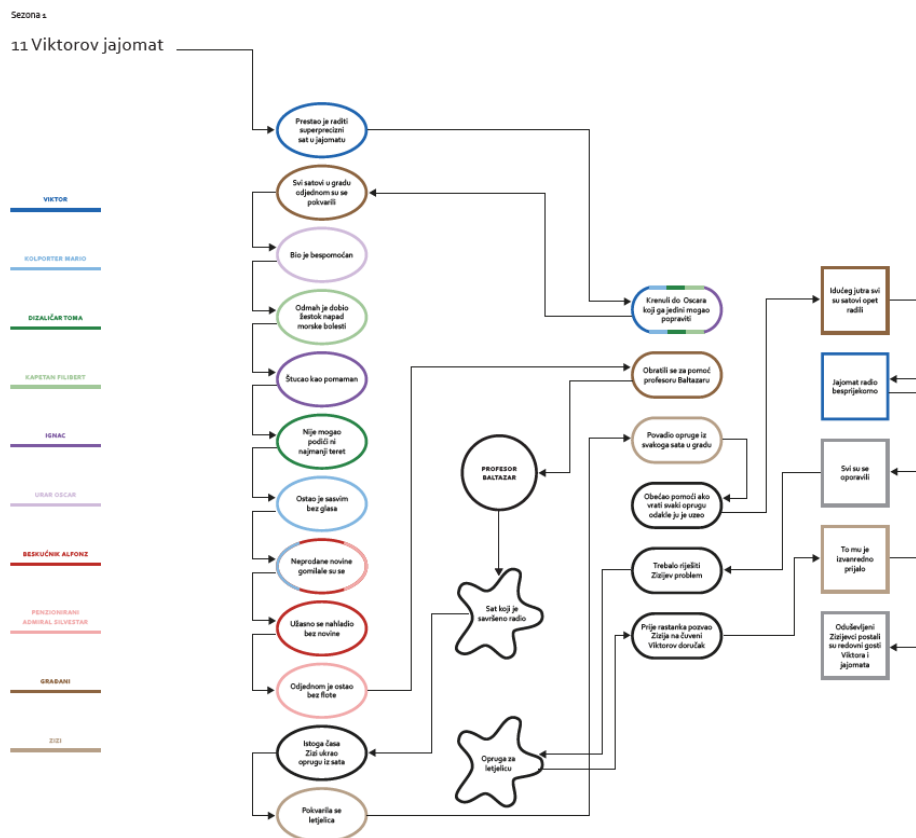 Sezona 1
11 Viktorov jajomat
VIKTOR
KOLPORTER MARIO
DIZALIČAR TOMA
KAPETAN FILIBERT
IGNAC
URAR OSCAR
BESKUĆNIK ALFONZ
PENZIONIRANI
ADMIRAL SILVESTAR
GRAĐANI
ZIZI
Prestao je raditi
superprecizni
sat u jajomatu
Svi satovi u gradu
odjednom su se
pokvarili
Bio je bespomoćan
Odmah je dobio
žestok napad
morske bolesti
Štucao kao pomaman
Nije mogao
podići ni
najmanji teret
Ostao je sasvim
bez glasa
Neprodane novine
gomilale su se
Užasno se nahladio
bez novine
Odjednom je ostao
bez flote
Istoga časa
Zizi ukrao
oprugu iz sata
Pokvarila se
letjelica
PROFESOR
BALTAZAR
Sat koji je
savršeno radio
Opruga za
letjelicu
Krenuli do Oscara
koji ga jedini mogao
popraviti
Obratili se za pomoć
profesoru Baltazaru
Povadio opruge iz
svakoga sata u gradu
Obećao pomoći ako
vrati svaki oprugu
odakle ju je uzeo
Trebalo riješiti
Zizijev problem
Prije rastanka pozvao
Zizija na čuveni
Viktorov doručak
Idućeg jutra svi
su satovi opet
radili
Jajomat radio
besprijekorno
Svi su se
oporavili
To mu je
izvanredno
prijalo
Oduševljeni
Zizijevci postali
su redovni gosti
Viktora i
jajomata